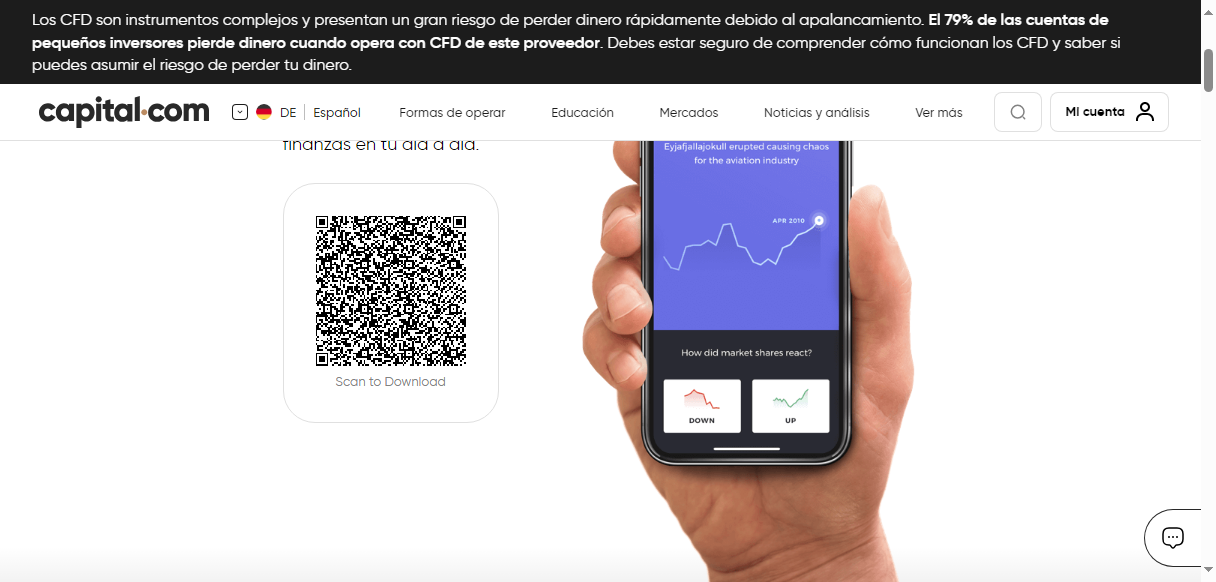 Los CFD son instrumentos complejos y presentan un gran riesgo de perder dinero rápidamente debido al apalancamiento. El 79% de las cuentas de
pequeños inversores pierde dinero cuando opera con CFD de este proveedor. Debes estar seguro de comprender cómo funcionan los CFD y saber si
puedes asumir el riesgo de perder tu dinero.
capital.com
DE Español
Formas de operar
Educación
Mercados
Noticias y análisis
Ver más
Mi cuenta
finanzas en tu día a día.
Scan to Download
Eyjafjallajokull erupted causing chaos
for the aviation industry
APR 2010
How did market shares react?
DOWN
UP